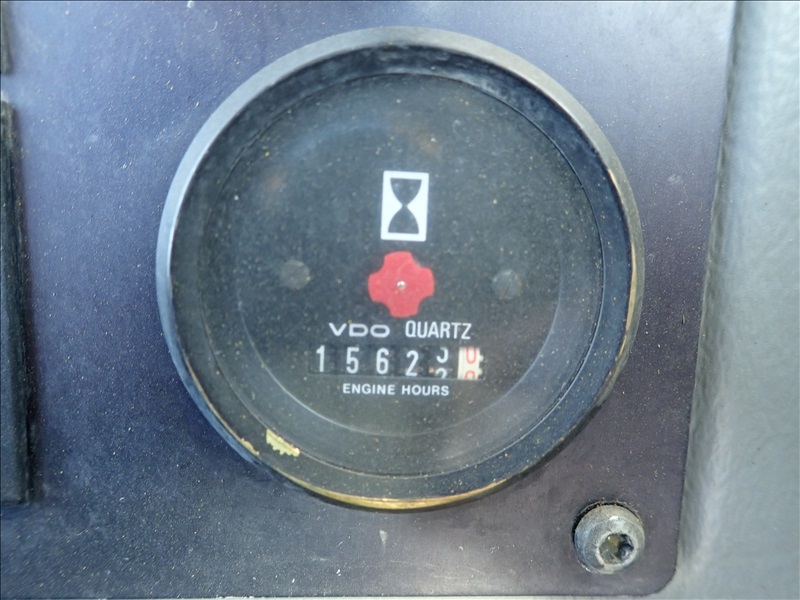 VDO QUARTZ
1562
ENGINE HOURS